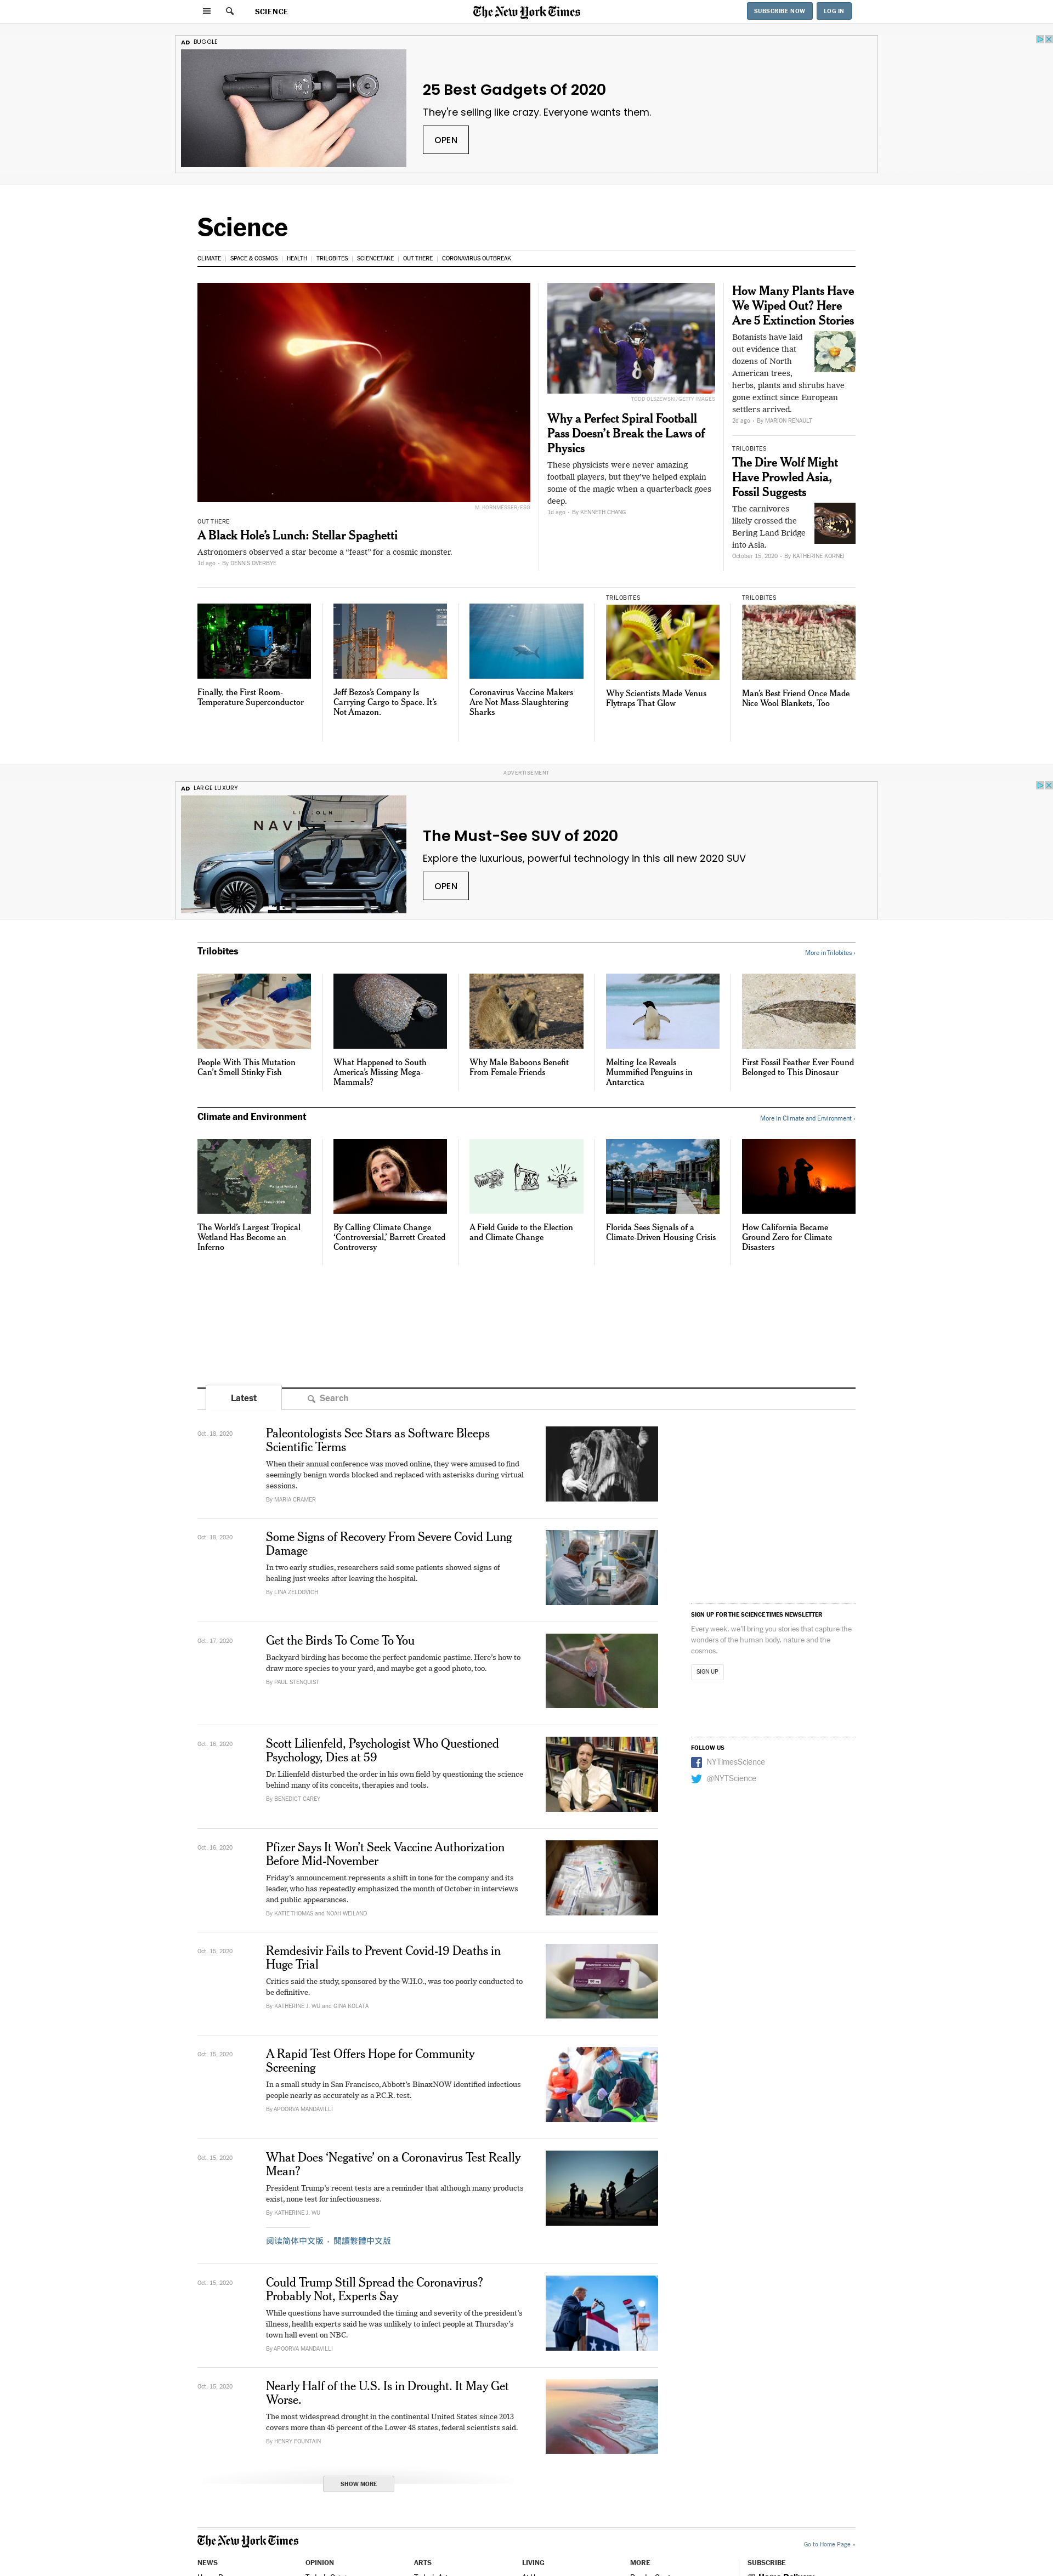 SCIENCE
The New York Times
SUBSCRIBE NOW
LOG IN
AD BUGGLE
25 Best Gadgets Of 2020
They're selling like crazy. Everyone wants them.
OPEN
Science
CLIMATE
SPACE & COSMOS
HEALTH
TRILOBITES
SCIENCETAKE
OUT THERE
CORONAVIRUS OUTBREAK
M. KORNMESSER/ESO
OUT THERE
A Black Hole's Lunch: Stellar Spaghetti
Astronomers observed a star become a “feast” for a cosmic monster.
1d ago • By DENNIS OVERBYE
8
TODD OLSZEWSKI/GETTY IMAGES
Why a Perfect Spiral Football
Pass Doesn’t Break the Laws of
Physics
These physicists were never amazing
football players, but they’ve helped explain
some of the magic when a quarterback goes
deep.
1d ago • By KENNETH CHANG
How Many Plants Have
We Wiped Out? Here
Are 5 Extinction Stories
Botanists have laid
out evidence that
dozens of North
American trees,
herbs, plants and shrubs have
gone extinct since European
settlers arrived.
2d ago • By MARION RENAULT
TRILOBITES
The Dire Wolf Might
Have Prowled Asia,
Fossil Suggests
The carnivores
likely crossed the
Bering Land Bridge
into Asia.
October 15, 2020 • By KATHERINE KORNEI
Finally, the First Room-
Temperature Superconductor
Jeff Bezos’s Company Is
Carrying Cargo to Space. It’s
Not Amazon.
Coronavirus Vaccine Makers
Are Not Mass-Slaughtering
Sharks
TRILOBITES
Why Scientists Made Venus
Flytraps That Glow
TRILOBITES
Man’s Best Friend Once Made
Nice Wool Blankets, Too
ADVERTISEMENT
AD LARGE LUXURY
LINCOLN
NAVI
The Must-See SUV of 2020
Explore the luxurious, powerful technology in this all new 2020 SUV
OPEN
Trilobites
More in Trilobites ›
People With This Mutation
Can’t Smell Stinky Fish
What Happened to South
America’s Missing Mega-
Mammals?
Why Male Baboons Benefit
From Female Friends
Melting Ice Reveals
Mummified Penguins in
Antarctica
First Fossil Feather Ever Found
Belonged to This Dinosaur
Climate and Environment
More in Climate and Environment ›
The World’s Largest Tropical
Wetland Has Become an
Inferno
By Calling Climate Change
‘Controversial,’ Barrett Created
Controversy
A Field Guide to the Election
and Climate Change
Florida Sees Signals of a
Climate-Driven Housing Crisis
How California Became
Ground Zero for Climate
Disasters
Latest
Search
Oct. 18, 2020
Paleontologists See Stars as Software Bleeps
Scientific Terms
When their annual conference was moved online, they were amused to find
seemingly benign words blocked and replaced with asterisks during virtual
sessions.
By MARIA CRAMER
Oct. 18, 2020
Some Signs of Recovery From Severe Covid Lung
Damage
In two early studies, researchers said some patients showed signs of
healing just weeks after leaving the hospital.
By LINA ZELDOVICH
Oct. 17, 2020
Get the Birds To Come To You
Backyard birding has become the perfect pandemic pastime. Here’s how to
draw more species to your yard, and maybe get a good photo, too.
By PAUL STENQUIST
Oct. 16, 2020
Scott Lilienfeld, Psychologist Who Questioned
Psychology, Dies at 59
Dr. Lilienfeld disturbed the order in his own field by questioning the science
behind many of its conceits, therapies and tools.
By BENEDICT CAREY
Oct. 16, 2020
Pfizer Says It Won’t Seek Vaccine Authorization
Before Mid-November
Friday’s announcement represents a shift in tone for the company and its
leader, who has repeatedly emphasized the month of October in interviews
and public appearances.
By KATIE THOMAS and NOAH WEILAND
Oct. 15, 2020
Remdesivir Fails to Prevent Covid-19 Deaths in
Huge Trial
Critics said the study, sponsored by the W.H.O., was too poorly conducted to
be definitive.
By KATHERINE J. WU and GINA KOLATA
Oct. 15, 2020
A Rapid Test Offers Hope for Community
Screening
In a small study in San Francisco, Abbott’s BinaxNOW identified infectious
people nearly as accurately as a P.C.R. test.
By APOORVA MANDAVILLI
Oct. 15, 2020
What Does ‘Negative’ on a Coronavirus Test Really
Mean?
President Trump’s recent tests are a reminder that although many products
exist, none test for infectiousness.
By KATHERINE J. WU
阅读简体中文版 • 閱讀繁體中文版
Oct. 15, 2020
Could Trump Still Spread the Coronavirus?
Probably Not, Experts Say
While questions have surrounded the timing and severity of the president’s
illness, health experts said he was unlikely to infect people at Thursday’s
town hall event on NBC.
By APOORVA MANDAVILLI
Oct. 15, 2020
Nearly Half of the U.S. Is in Drought. It May Get
Worse.
The most widespread drought in the continental United States since 2013
covers more than 45 percent of the Lower 48 states, federal scientists said.
By HENRY FOUNTAIN
SHOW MORE
SIGN UP FOR THE SCIENCE TIMES NEWSLETTER
Every week, we’ll bring you stories that capture the
wonders of the human body, nature and the
cosmos.
SIGN UP
FOLLOW US
NYTimesScience
@NYTScience
The New York Times
Go to Home Page »
NEWS
OPINION
ARTS
LIVING
MORE
SUBSCRIBE